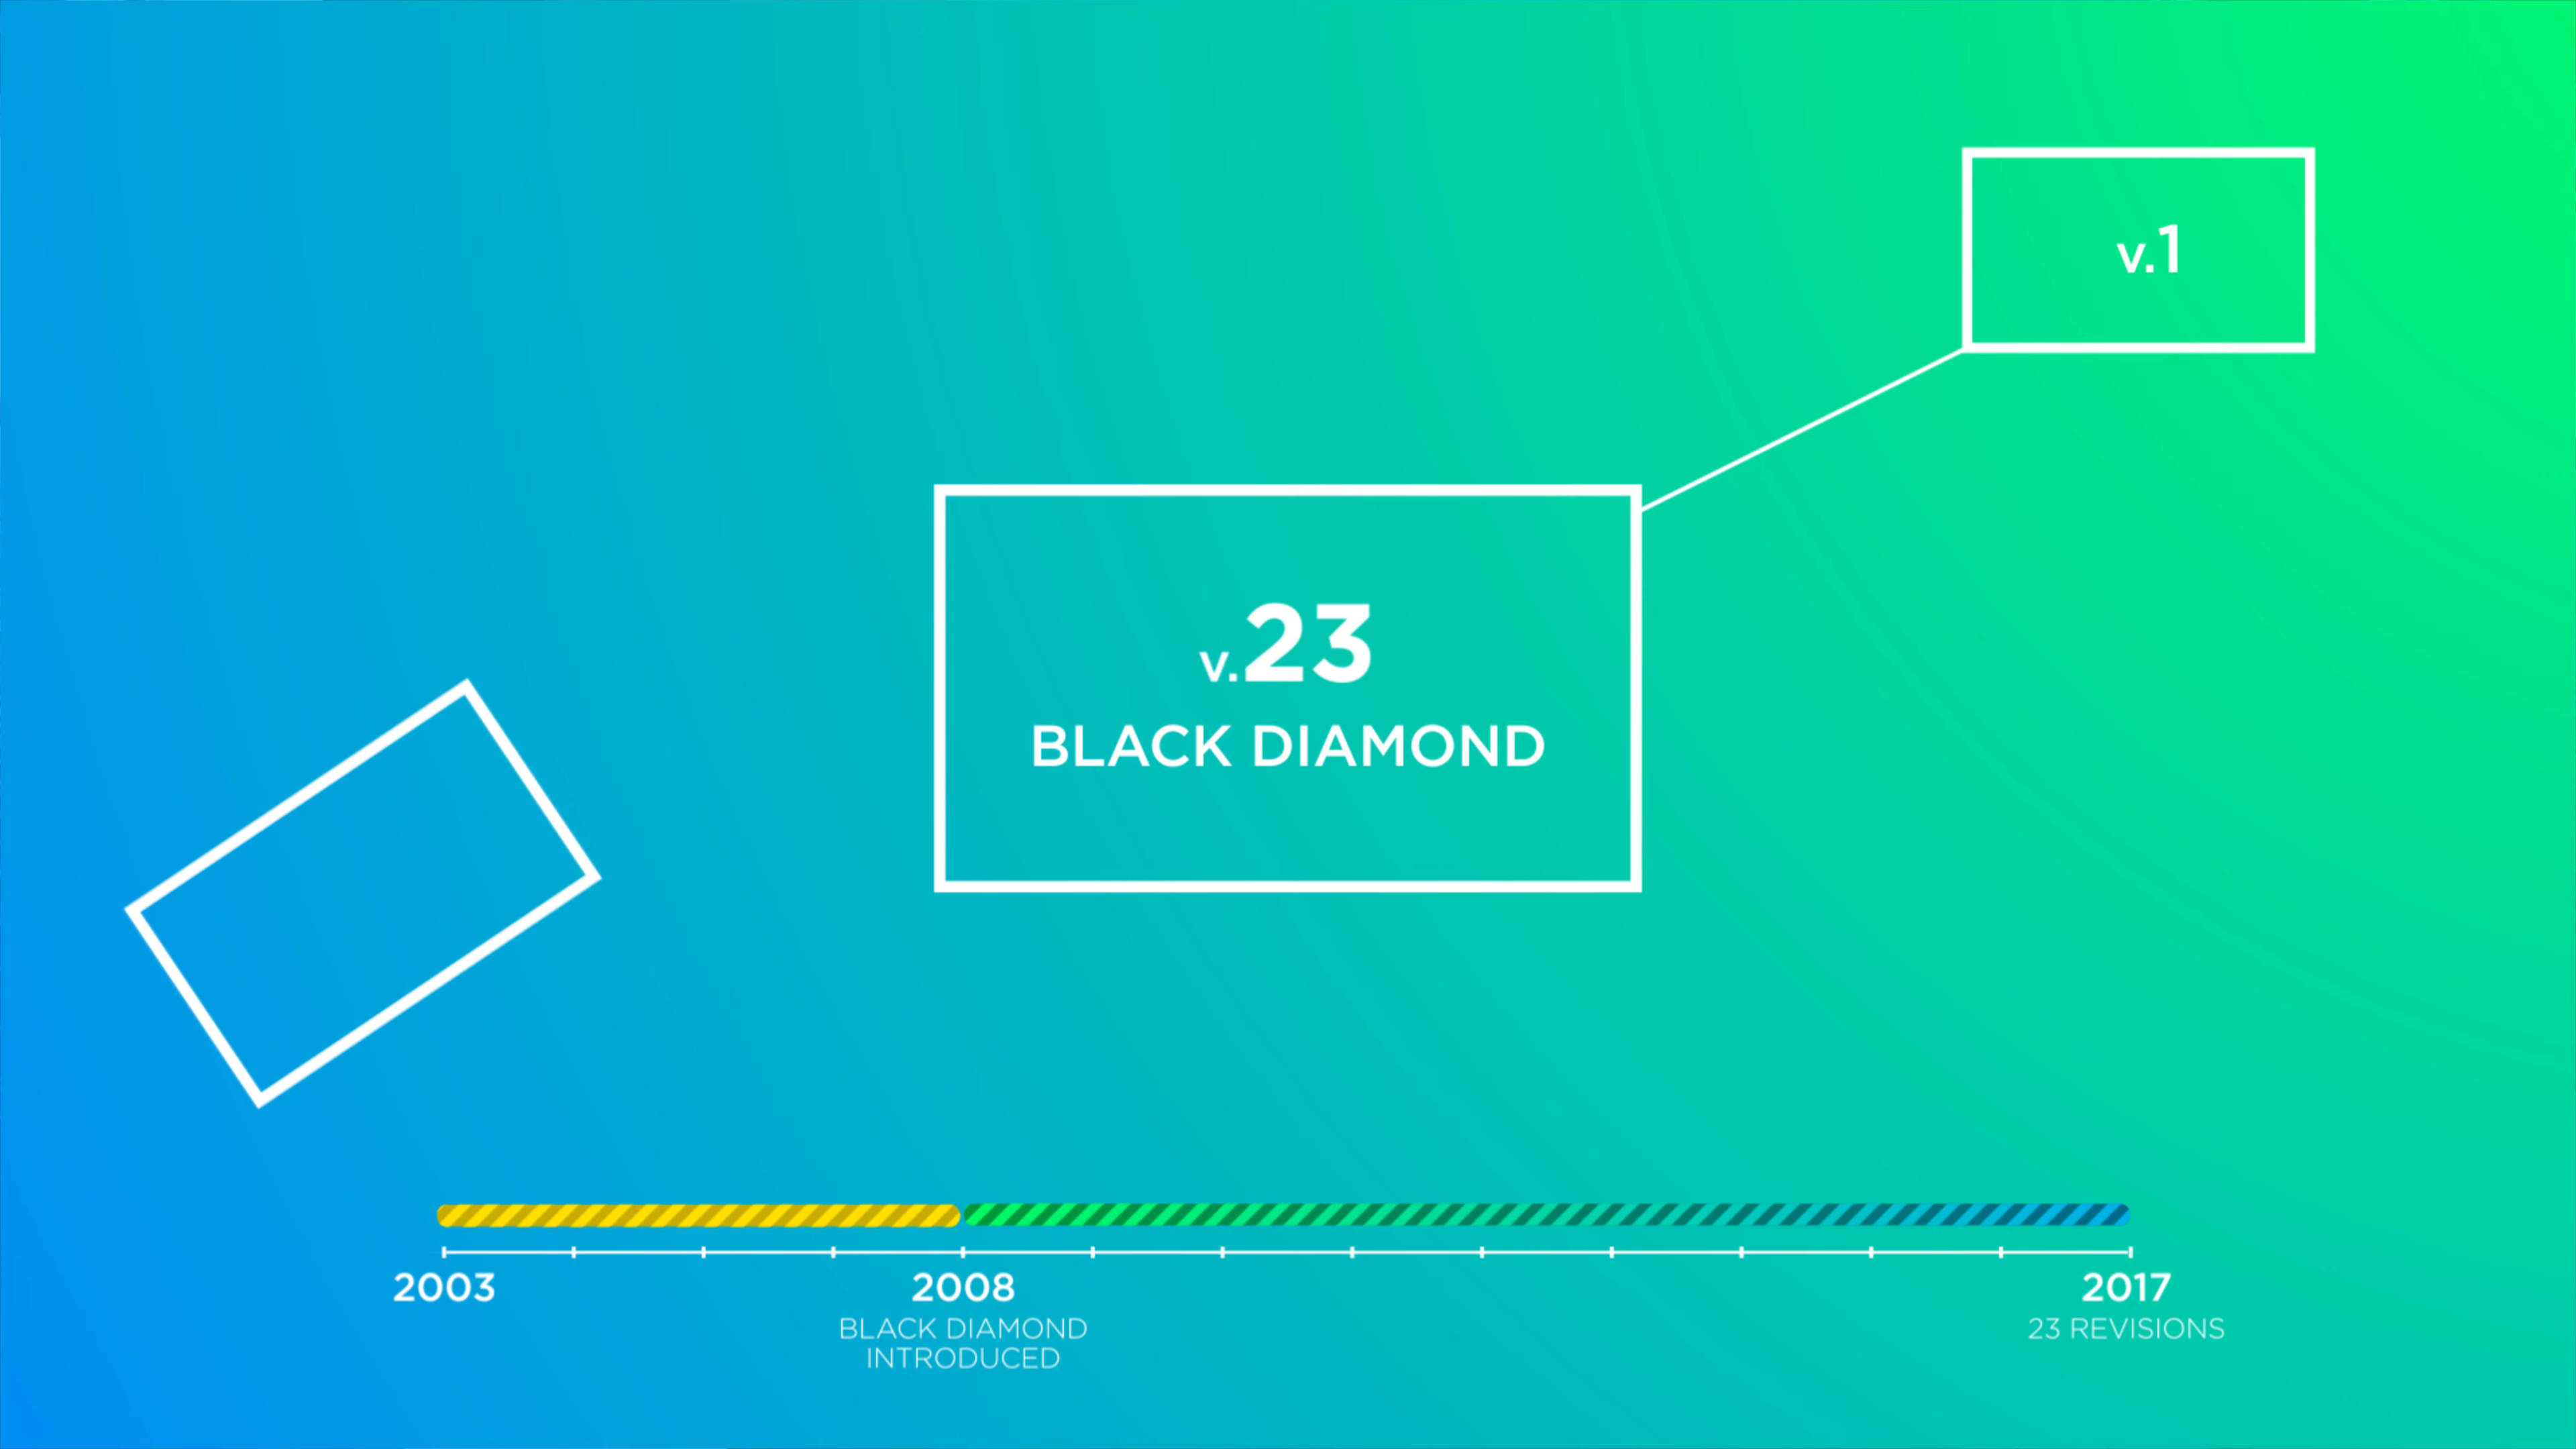 v.1
v.23
BLACK DIAMOND
2003
2008
2017
BLACK DIAMOND
INTRODUCED
23 REVISIONS